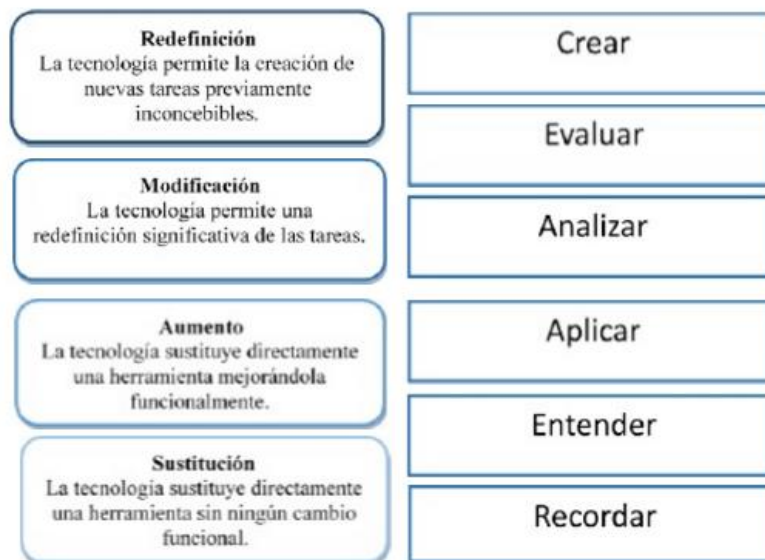 Redefinición
La tecnología permite la creación de
nuevas tareas previamente
inconcebibles.
Modificación
La tecnología permite una
redefinición significativa de las tareas.
Aumento
La tecnología sustituye directamente
una herramienta mejorándola
funcionalmente.
Sustitución
La tecnología sustituye directamente
una herramienta sin ningún cambio
funcional.
Crear
Evaluar
Analizar
Aplicar
Entender
Recordar